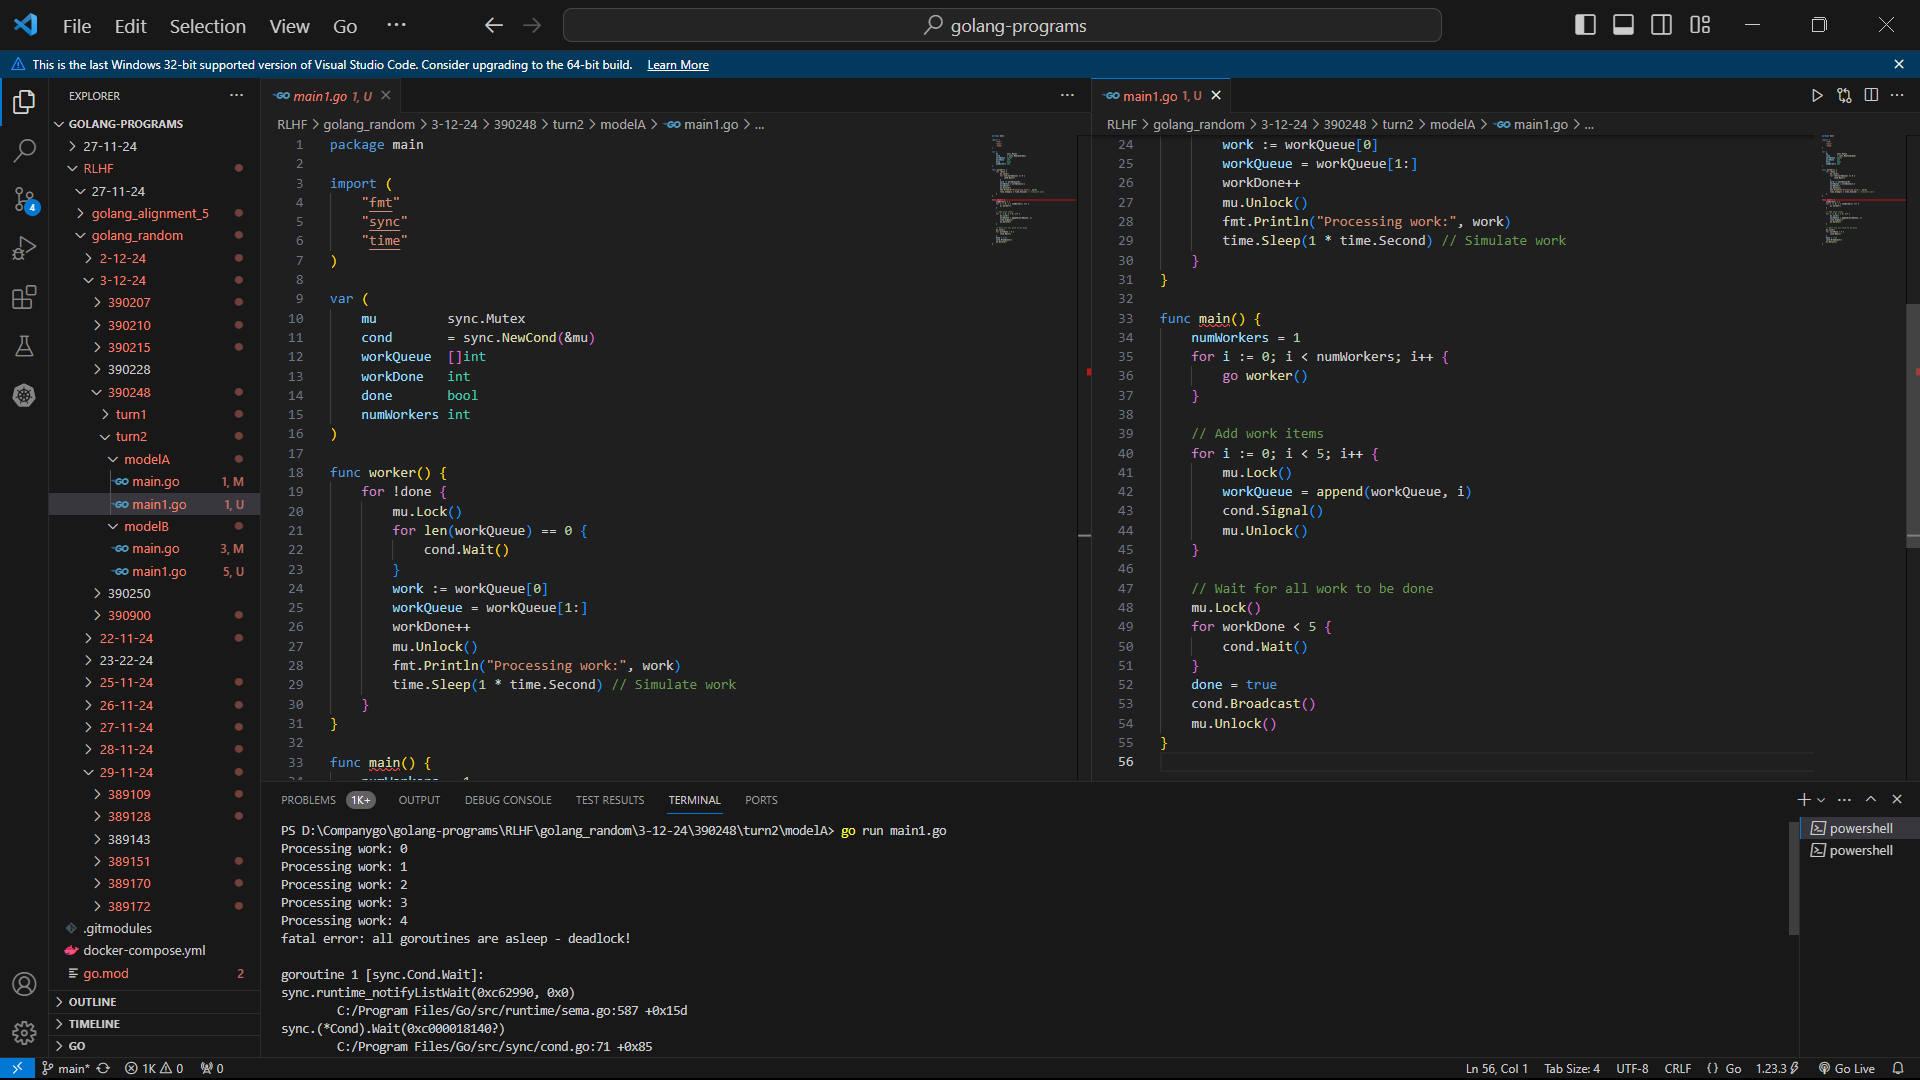 File Edit Selection View Go ···
golang-programs
This is the last Windows 32-bit supported version of Visual Studio Code. Consider upgrading to the 64-bit build. Learn More
EXPLORER
GOLANG-PROGRAMS
27-11-24
RLHF
27-11-24
golang_alignment_5
golang_random
2-12-24
3-12-24
390207
390210
390215
390228
390248
turn1
turn2
modelA
main.go 1, M
main1.go 1, U
modelB
main.go 3, M
main1.go 5, U
390250
390900
22-11-24
23-22-24
25-11-24
26-11-24
27-11-24
28-11-24
29-11-24
389109
389128
389143
389151
389170
389172
.gitmodules
docker-compose.yml
go.mod 2
OUTLINE
TIMELINE
GO
4
main1.go 1, U
RLHF > golang_random > 3-12-24 > 390248 > turn2 > modelA > main1.go > ...
1 package main
2
3 import (
4 "fmt"
5 "sync"
6 "time"
7 )
8
9 var (
10 mu sync.Mutex
11 cond = sync.NewCond(&mu)
12 workQueue []int
13 workDone int
14 done bool
15 numWorkers int
16 )
17
18 func worker() {
19 for !done {
20 mu.Lock()
21 for len(workQueue) == 0 {
22 cond.Wait()
23 }
24 work := workQueue[0]
25 workQueue = workQueue[1:]
26 workDone++
27 mu.Unlock()
28 fmt.Println("Processing work:", work)
29 time.Sleep(1 * time.Second) // Simulate work
30 }
31 }
32
33 func main() {
main1.go 1, U
RLHF > golang_random > 3-12-24 > 390248 > turn2 > modelA > main1.go > ...
24 work := workQueue[0]
25 workQueue = workQueue[1:]
26 workDone++
27 mu.Unlock()
28 fmt.Println("Processing work:", work)
29 time.Sleep(1 * time.Second) // Simulate work
30 }
31 }
32
33 func main() {
34 numWorkers = 1
35 for i := 0; i < numWorkers; i++ {
36 go worker()
37 }
38
39 // Add work items
40 for i := 0; i < 5; i++ {
41 mu.Lock()
42 workQueue = append(workQueue, i)
43 cond.Signal()
44 mu.Unlock()
45 }
46
47 // Wait for all work to be done
48 mu.Lock()
49 for workDone < 5 {
50 cond.Wait()
51 }
52 done = true
53 cond.Broadcast()
54 mu.Unlock()
55 }
56
PROBLEMS 1K+ OUTPUT DEBUG CONSOLE TEST RESULTS TERMINAL PORTS
PS D:\Companygo\golang-programs\RLHF\golang_random\3-12-24\390248\turn2\modelA> go run main1.go
Processing work: 0
Processing work: 1
Processing work: 2
Processing work: 3
Processing work: 4
fatal error: all goroutines are asleep - deadlock!
goroutine 1 [sync.Cond.Wait]:
sync.runtime_notifyListWait(0xc62990, 0x0)
C:/Program Files/Go/src/runtime/sema.go:587 +0x15d
sync.(*Cond).Wait(0xc000018140?)
C:/Program Files/Go/src/sync/cond.go:71 +0x85
powershell
powershell
main* 1K 0 0
Ln 56, Col 1 Tab Size: 4 UTF-8 CRLF {} Go 1.23.3 Go Live